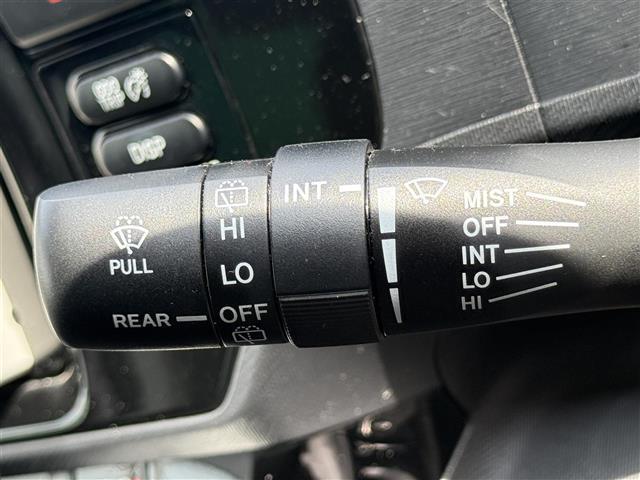 DISP
PULL
REAR
HI
LO
OFF
INT
MIST
OFF
INT
LO
HI